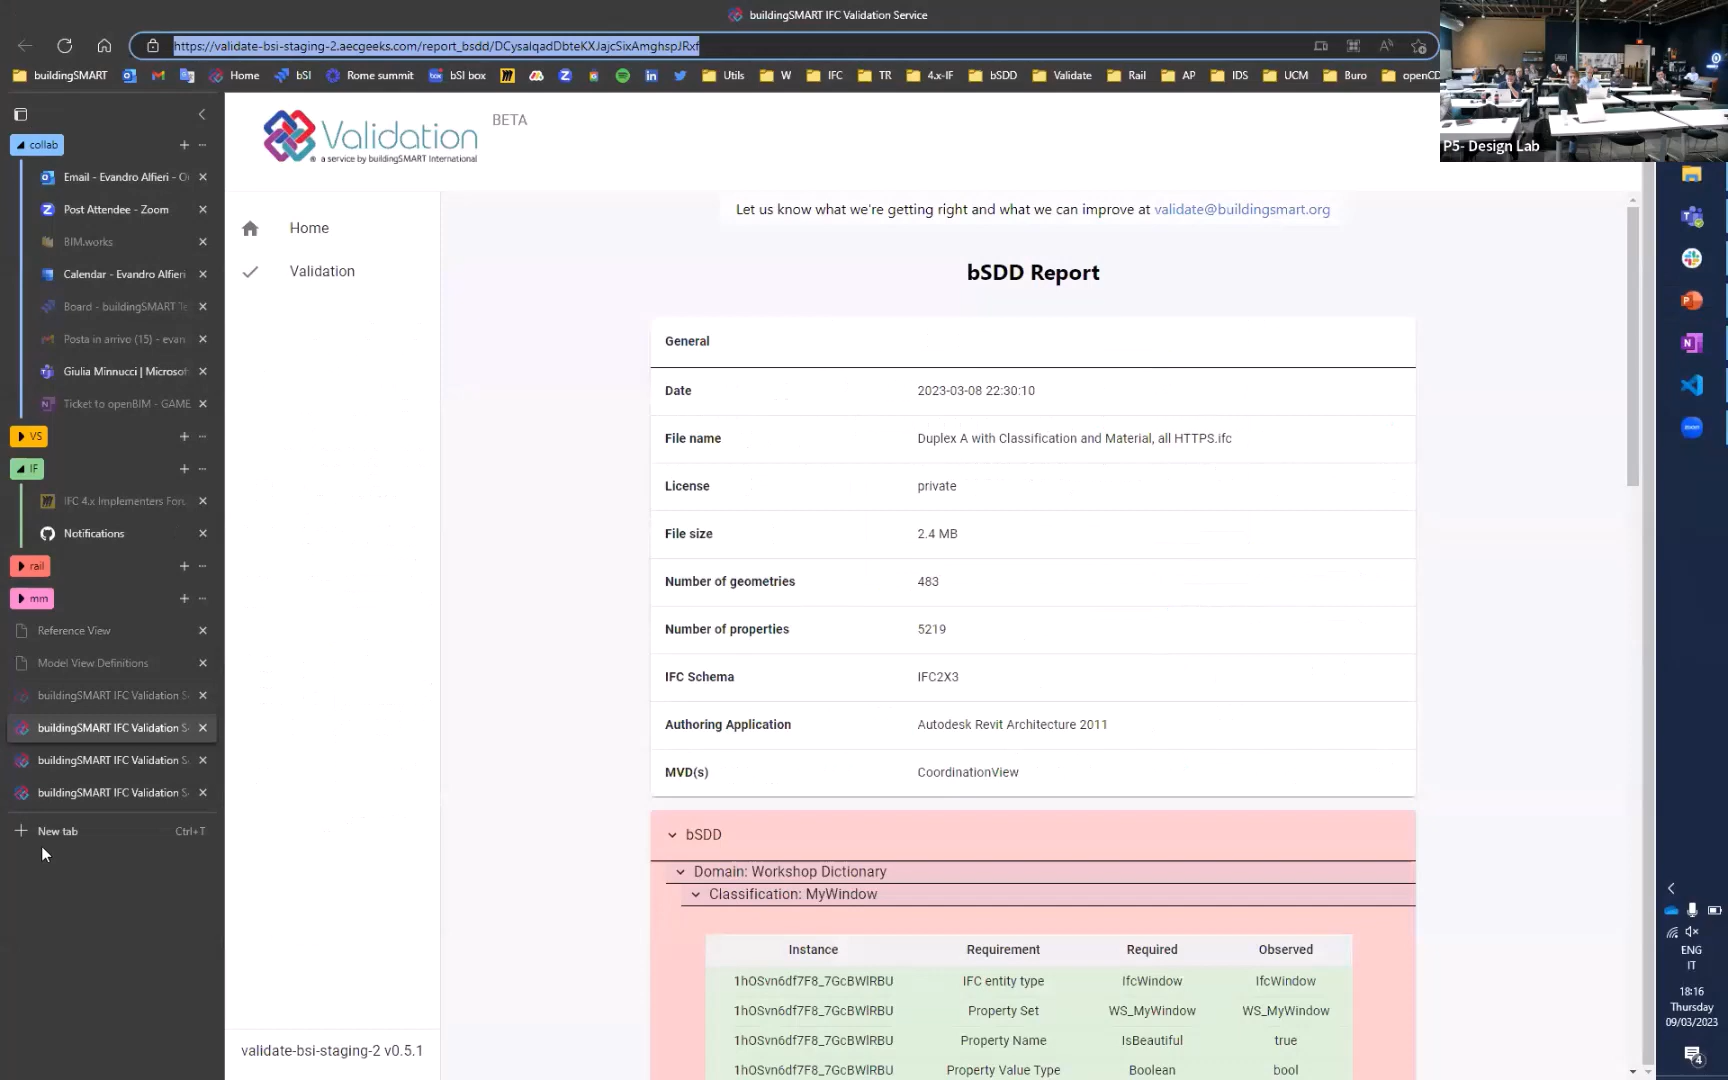 buildingSMART IFC Validation Service
https://validate-bsi-staging-2.aecgeeks.com/report_bsdd/DCysaIqadDbteKXJajcSixAmghspJRxf
buildingSMART
Home
bSI
Rome summit
bSI box
Utils
W
IFC
TR
4.x-IF
bSDD
Validate
Rail
AP
IDS
UCM
Buro
openCD
P5- Design Lab
collab
Email - Evandro Alfieri - O
Post Attendee - Zoom
BIM.works
Calendar - Evandro Alfieri
Board - buildingSMART Te
Posta in arrivo (15) - evan
Giulia Minnucci | Microsof
Ticket to openBIM - GAME
VS
IF
IFC 4.x Implementers For
Notifications
rail
mm
Reference View
Model View Definitions
buildingSMART IFC Validation S
buildingSMART IFC Validation S
buildingSMART IFC Validation S
buildingSMART IFC Validation S
New tab Ctrl+T
Validation
® a service by buildingSMART International
BETA
Home
Validation
validate-bsi-staging-2 v0.5.1
Let us know what we're getting right and what we can improve at validate@buildingsmart.org
bSDD Report
General
Date 2023-03-08 22:30:10
File name Duplex A with Classification and Material, all HTTPS.ifc
License private
File size 2.4 MB
Number of geometries 483
Number of properties 5219
IFC Schema IFC2X3
Authoring Application Autodesk Revit Architecture 2011
MVD(s) CoordinationView
bSDD
Domain: Workshop Dictionary
Classification: MyWindow
Instance Requirement Required Observed
1hOSvn6df7F8_7GcBWlRBU IFC entity type IfcWindow IfcWindow
1hOSvn6df7F8_7GcBWlRBU Property Set WS_MyWindow WS_MyWindow
1hOSvn6df7F8_7GcBWlRBU Property Name IsBeautiful true
1hOSvn6df7F8_7GcBWlRBU Property Value Type Boolean bool
ENG
IT
18:16
Thursday
09/03/2023
4